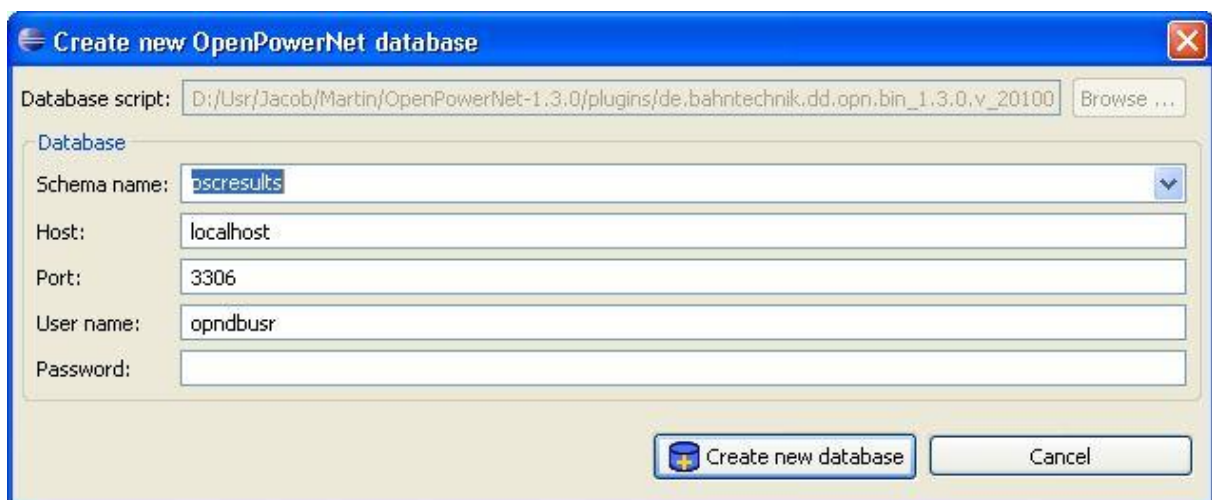 Create new OpenPowerNet database
Database script: D:/Usr/Jacob/Martin/OpenPowerNet-1.3.0/plugins/de.bahntechnik.dd.opn.bin_1.3.0.v_20100 Browse ...
Database
Schema name: pscresults
Host: localhost
Port: 3306
User name: opndbusr
Password:
Create new database Cancel